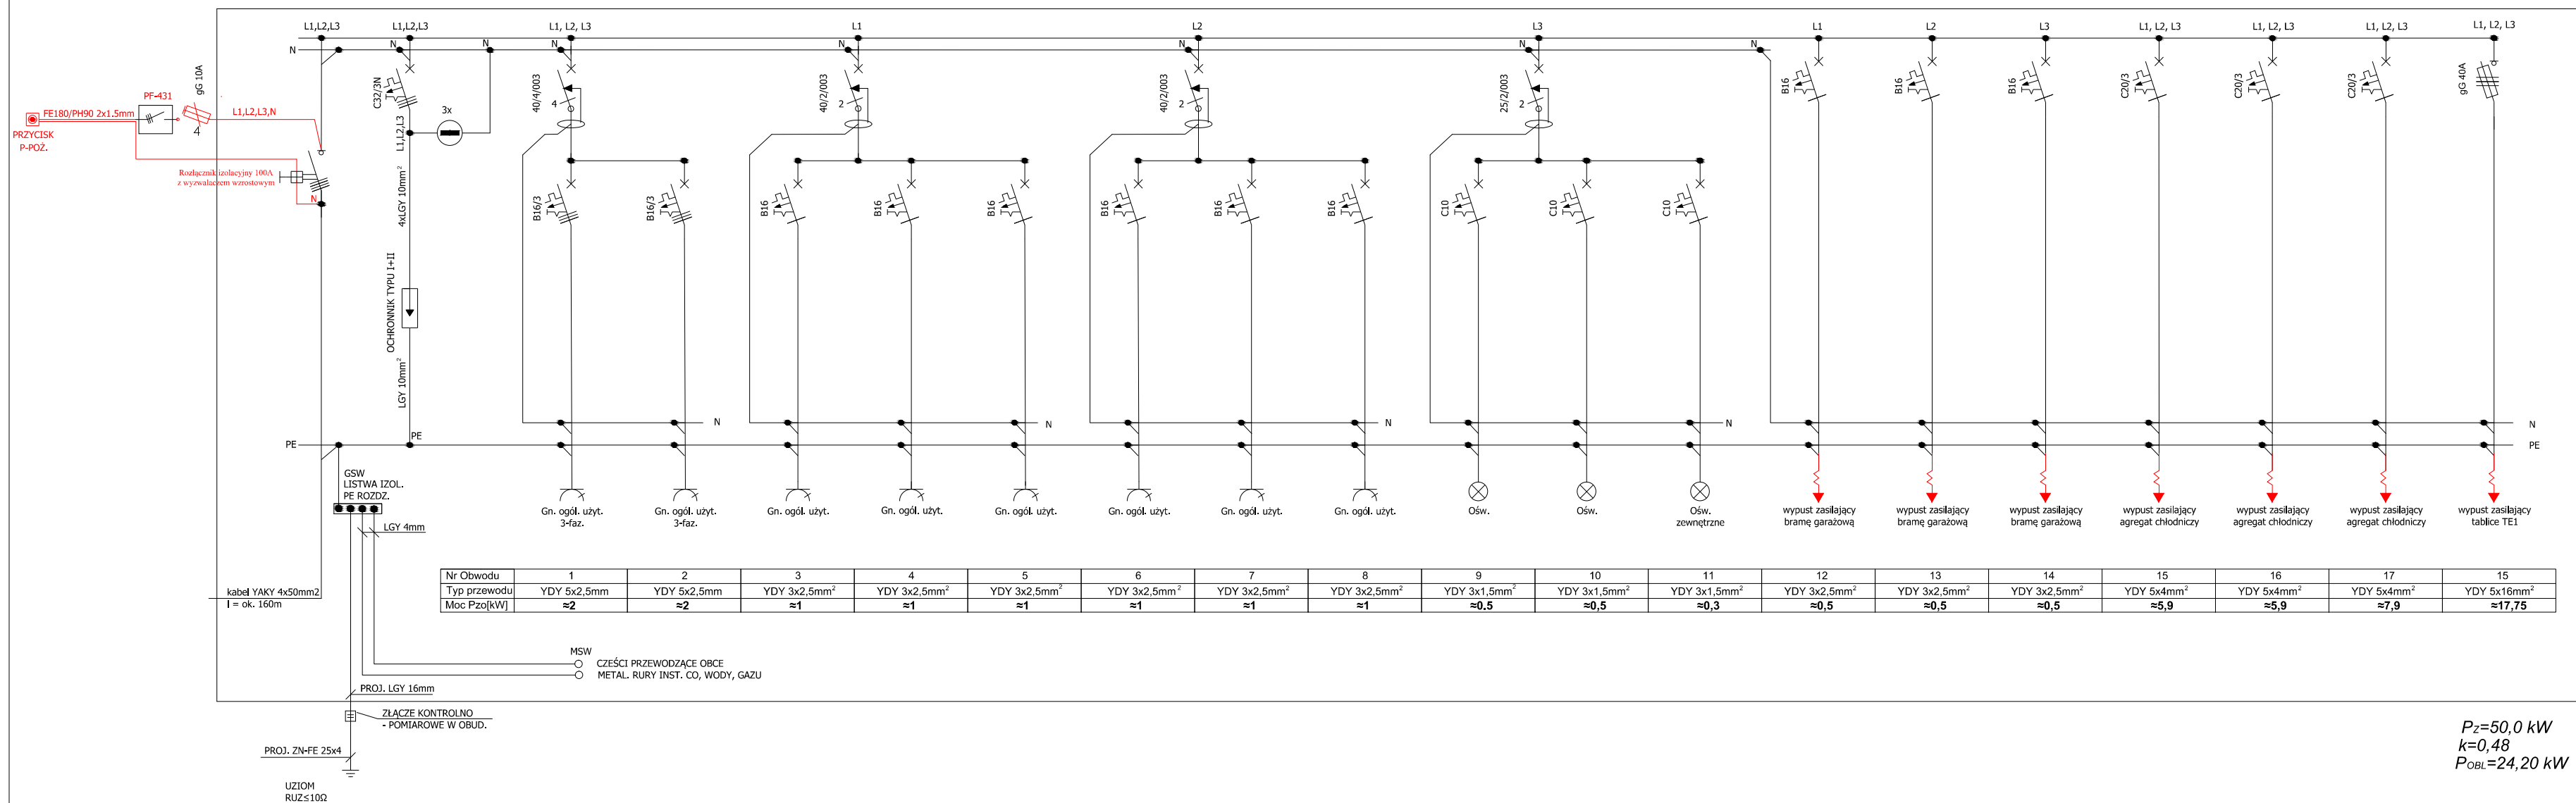 L1,L2,L3
L1,L2,L3
L1, L2, L3
L1
L2
L3
L1
L2
L3
L1, L2, L3
L1, L2, L3
L1, L2, L3
L1, L2, L3
N
N
N
N
N
N
N
N
gG 10A
PF-431
4
FE180/PH90 2x1.5mm
L1,L2,L3,N
PRZYCISK
P-POŻ.
Rozłącznik izolacyjny 100A
z wyzwalaczem wzrostowym
N
C32/3N
3x
L1,L2,L3
4xLGY 10mm²
OCHRONNIK TYPU I+II
LGY 10mm²
40/4/003
4
40/2/003
2
40/2/003
2
25/2/003
2
B16
B16
B16
C20/3
C20/3
C20/3
gG 40A
B16/3
B16/3
B16
B16
B16
B16
B16
B16
C10
C10
C10
N
N
N
N
N
PE
PE
PE
GSW
LISTWA IZOL.
PE ROZDZ.
LGY 4mm
Gn. ogól. użyt.
3-faz.
Gn. ogól. użyt.
3-faz.
Gn. ogól. użyt.
Gn. ogól. użyt.
Gn. ogól. użyt.
Gn. ogól. użyt.
Gn. ogól. użyt.
Gn. ogól. użyt.
Ośw.
Ośw.
Ośw.
zewnętrzne
wypust zasilający
bramę garażową
wypust zasilający
bramę garażową
wypust zasilający
bramę garażową
wypust zasilający
agregat chłodniczy
wypust zasilający
agregat chłodniczy
wypust zasilający
agregat chłodniczy
wypust zasilający
tablice TE1
Nr Obwodu 1 2 3 4 5 6 7 8 9 10 11 12 13 14 15 16 17 15
Typ przewodu YDY 5x2,5mm YDY 5x2,5mm YDY 3x2,5mm² YDY 3x2,5mm² YDY 3x2,5mm² YDY 3x2,5mm² YDY 3x2,5mm² YDY 3x2,5mm² YDY 3x1,5mm² YDY 3x1,5mm² YDY 3x1,5mm² YDY 3x2,5mm² YDY 3x2,5mm² YDY 3x2,5mm² YDY 5x4mm² YDY 5x4mm² YDY 5x4mm² YDY 5x16mm²
Moc Pzo[kW] ≈2 ≈2 ≈1 ≈1 ≈1 ≈1 ≈1 ≈1 ≈0.5 ≈0,5 ≈0,3 ≈0,5 ≈0,5 ≈0,5 ≈5,9 ≈5,9 ≈7,9 ≈17,75
kabel YAKY 4x50mm2
l = ok. 160m
MSW
CZEŚCI PRZEWODZĄCE OBCE
METAL. RURY INST. CO, WODY, GAZU
PROJ. LGY 16mm
ZŁĄCZE KONTROLNO
- POMIAROWE W OBUD.
PROJ. ZN-FE 25x4
UZIOM
RUZ≤10Ω
PZ=50,0 kW
k=0,48
POBL=24,20 kW